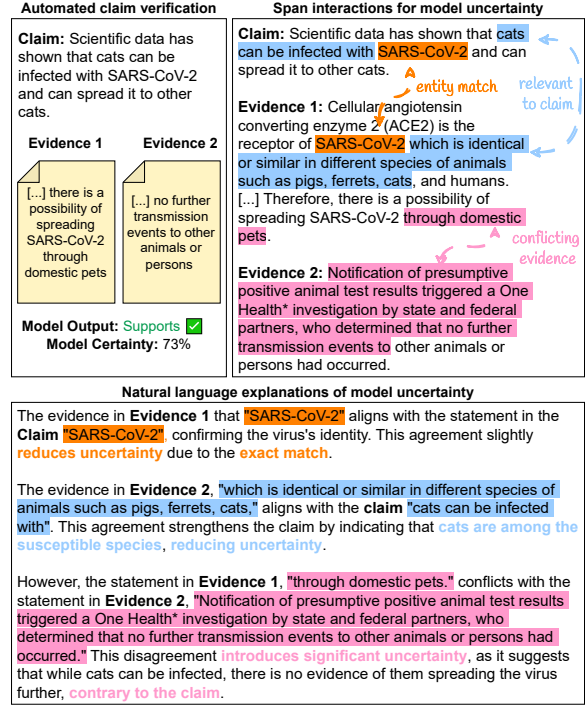 Automated claim verification
Claim: Scientific data has
shown that cats can be
infected with SARS-CoV-2
and can spread it to other
cats.
Evidence 1
Evidence 2
[...] there is a
possibility of
spreading
SARS-CoV-2
through
domestic pets
[...] no further
transmission
events to other
animals or
persons
Model Output: Supports ✅
Model Certainty: 73%
Span interactions for model uncertainty
Claim: Scientific data has shown that cats
can be infected with SARS-CoV-2 and can
spread it to other cats.
entity match
relevant
to claim
Evidence 1: Cellular angiotensin
converting enzyme 2 (ACE2) is the
receptor of SARS-CoV-2 which is identical
or similar in different species of animals
such as pigs, ferrets, cats, and humans.
[...] Therefore, there is a possibility of
spreading SARS-CoV-2 through domestic
pets.
conflicting
evidence
Evidence 2: Notification of presumptive
positive animal test results triggered a One
Health* investigation by state and federal
partners, who determined that no further
transmission events to other animals or
persons had occurred.
Natural language explanations of model uncertainty
The evidence in Evidence 1 that "SARS-CoV-2" aligns with the statement in the
Claim "SARS-CoV-2", confirming the virus's identity. This agreement slightly
reduces uncertainty due to the exact match.
The evidence in Evidence 2, "which is identical or similar in different species of
animals such as pigs, ferrets, cats," aligns with the claim "cats can be infected
with". This agreement strengthens the claim by indicating that cats are among the
susceptible species, reducing uncertainty.
However, the statement in Evidence 1, "through domestic pets." conflicts with the
statement in Evidence 2, "Notification of presumptive positive animal test results
triggered a One Health* investigation by state and federal partners, who
determined that no further transmission events to other animals or persons had
occurred." This disagreement introduces significant uncertainty, as it suggests
that while cats can be infected, there is no evidence of them spreading the virus
further, contrary to the claim.